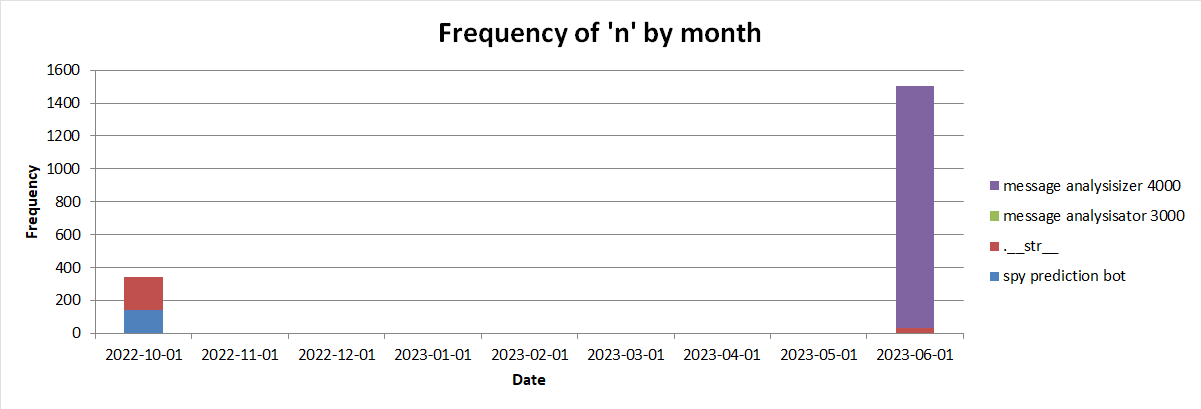 Frequency of 'n' by month
1600
1400
1200
1000
800
600
400
200
0
Frequency
2022-10-01 2022-11-01 2022-12-01 2023-01-01 2023-02-01 2023-03-01 2023-04-01 2023-05-01 2023-06-01
Date
message analysisizer 4000
message analysisator 3000
.__str__
spy prediction bot